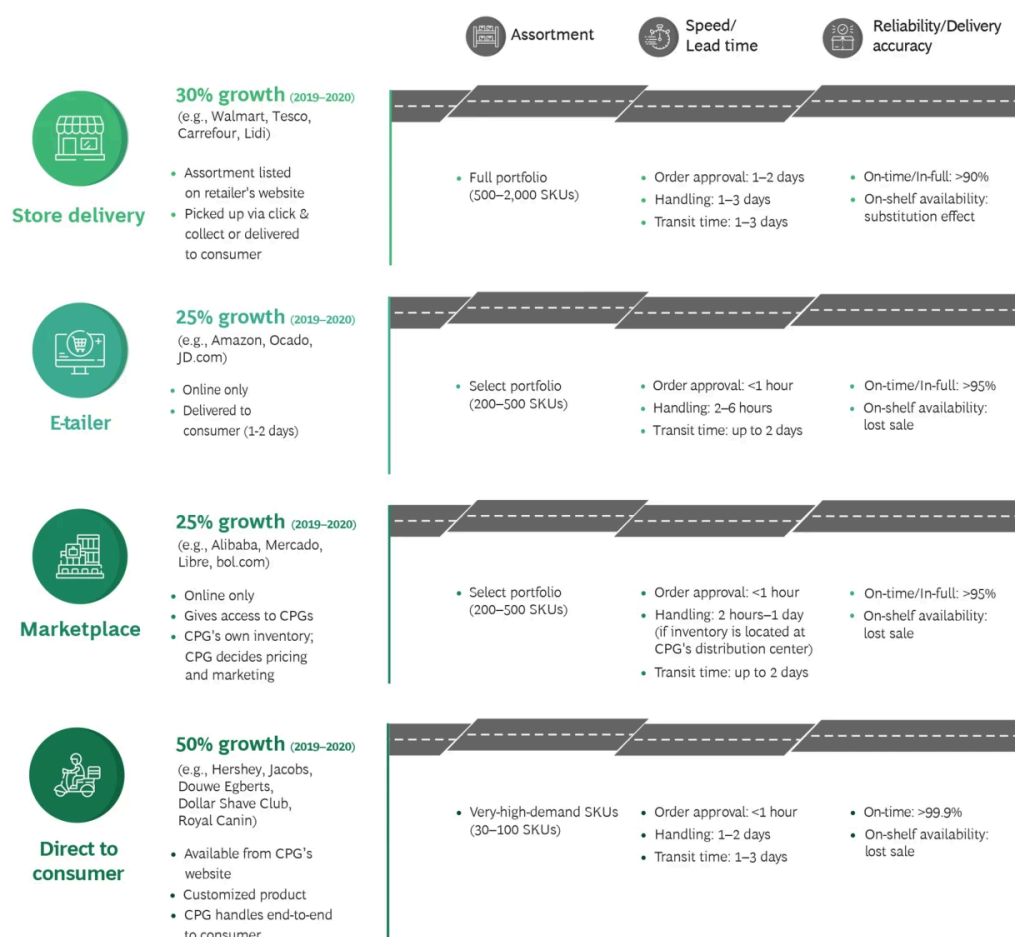 Assortment
Speed/
Lead time
Reliability/Delivery
accuracy
Store delivery
30% growth (2019–2020)
(e.g., Walmart, Tesco,
Carrefour, Lidi)
• Assortment listed
on retailer's website
• Picked up via click &
collect or delivered
to consumer
• Full portfolio
(500–2,000 SKUs)
• Order approval: 1–2 days
• Handling: 1–3 days
• Transit time: 1–3 days
• On-time/In-full: >90%
• On-shelf availability:
substitution effect
E-tailer
25% growth (2019–2020)
(e.g., Amazon, Ocado,
JD.com)
• Online only
• Delivered to
consumer (1-2 days)
• Select portfolio
(200–500 SKUs)
• Order approval: <1 hour
• Handling: 2–6 hours
• Transit time: up to 2 days
• On-time/In-full: >95%
• On-shelf availability:
lost sale
Marketplace
25% growth (2019–2020)
(e.g., Alibaba, Mercado,
Libre, bol.com)
• Online only
• Gives access to CPGs
• CPG's own inventory;
CPG decides pricing
and marketing
• Select portfolio
(200–500 SKUs)
• Order approval: <1 hour
• Handling: 2 hours–1 day
(if inventory is located at
CPG's distribution center)
• Transit time: up to 2 days
• On-time/In-full: >95%
• On-shelf availability:
lost sale
Direct to
consumer
50% growth (2019–2020)
(e.g., Hershey, Jacobs,
Douwe Egberts,
Dollar Shave Club,
Royal Canin)
• Available from CPG's
website
• Customized product
• CPG handles end-to-end
to consumer
• Very-high-demand SKUs
(30–100 SKUs)
• Order approval: <1 hour
• Handling: 1–2 days
• Transit time: 1–3 days
• On-time: >99.9%
• On-shelf availability:
lost sale